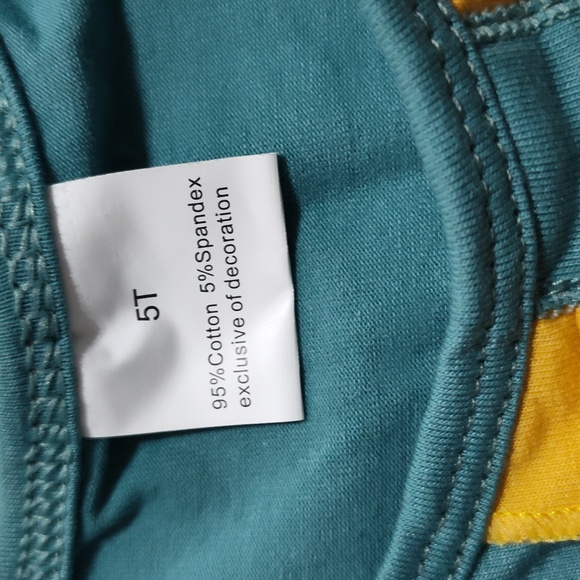 5T
95%Cotton 5%Spandex
exclusive of decoration